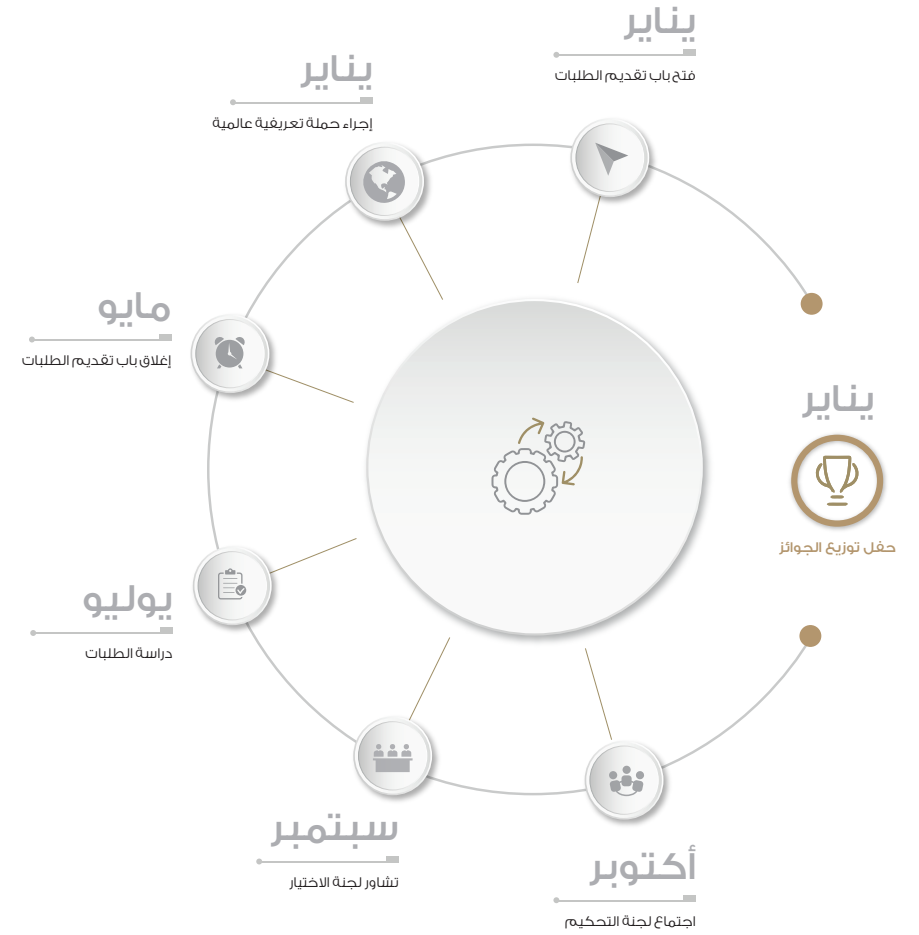 يناير
فتح باب تقديم الطلبات
يناير
إجراء حملة تعريفية عالمية
مايو
إغلاق باب تقديم الطلبات
يوليو
دراسة الطلبات
سبتمبر
تشاور لجنة الاختيار
أكتوبر
اجتماع لجنة التحكيم
يناير
حفل توزيع الجوائز